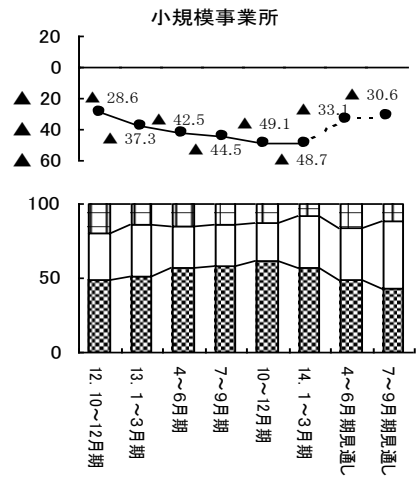 小規模事業所
20
0
▲ 20
▲ 40
▲ 60
▲ 28.6
▲ 37.3
▲ 42.5
▲ 44.5
▲ 49.1
▲ 48.7
▲ 33.1
▲ 30.6
100
50
0
12. 10～12月期
13. 1～3月期
4～6月期
7～9月期
10～12月期
14. 1～3月期
4～6月期見通し
7～9月期見通し